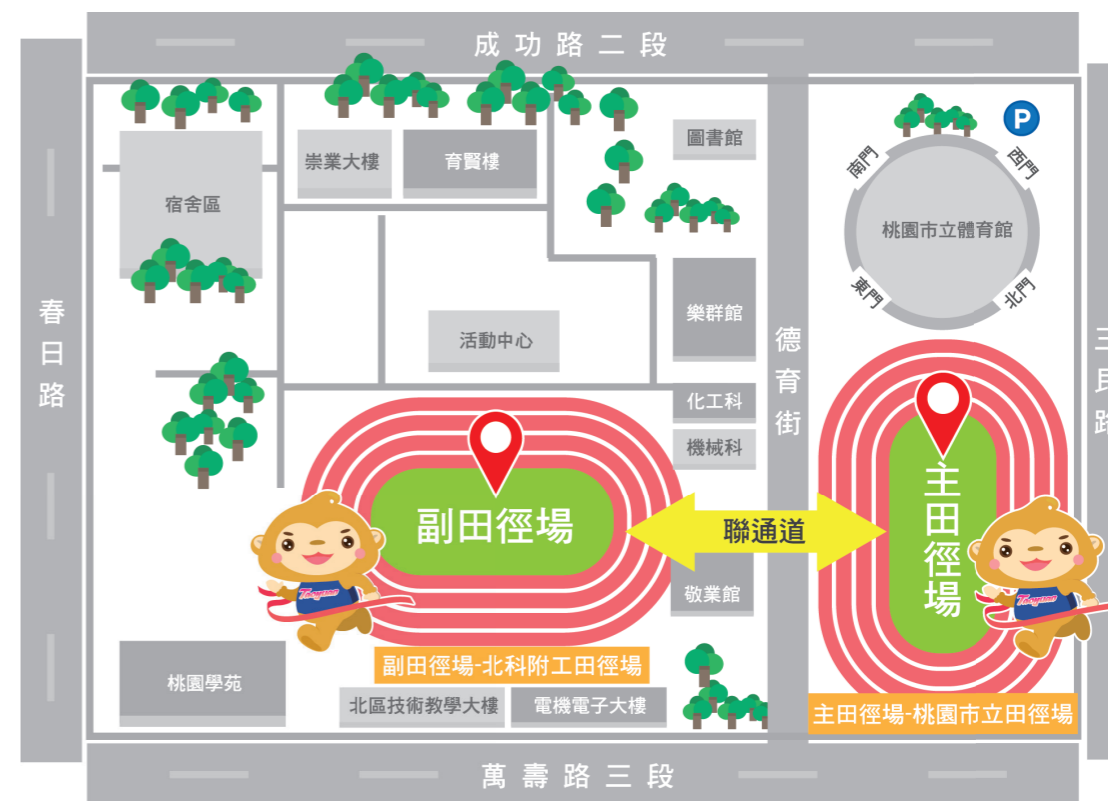 成功路二段
春日路
德育街
三民路
萬壽路三段
宿舍區
崇業大樓
育賢樓
圖書館
P
南門
西門
桃園市立體育館
東門
北門
樂群館
活動中心
化工科
機械科
副田徑場
聯通道
主田徑場
敬業館
Taoyuan
Taoyuan
副田徑場-北科附工田徑場
桃園學苑
北區技術教學大樓
電機電子大樓
主田徑場-桃園市立田徑場